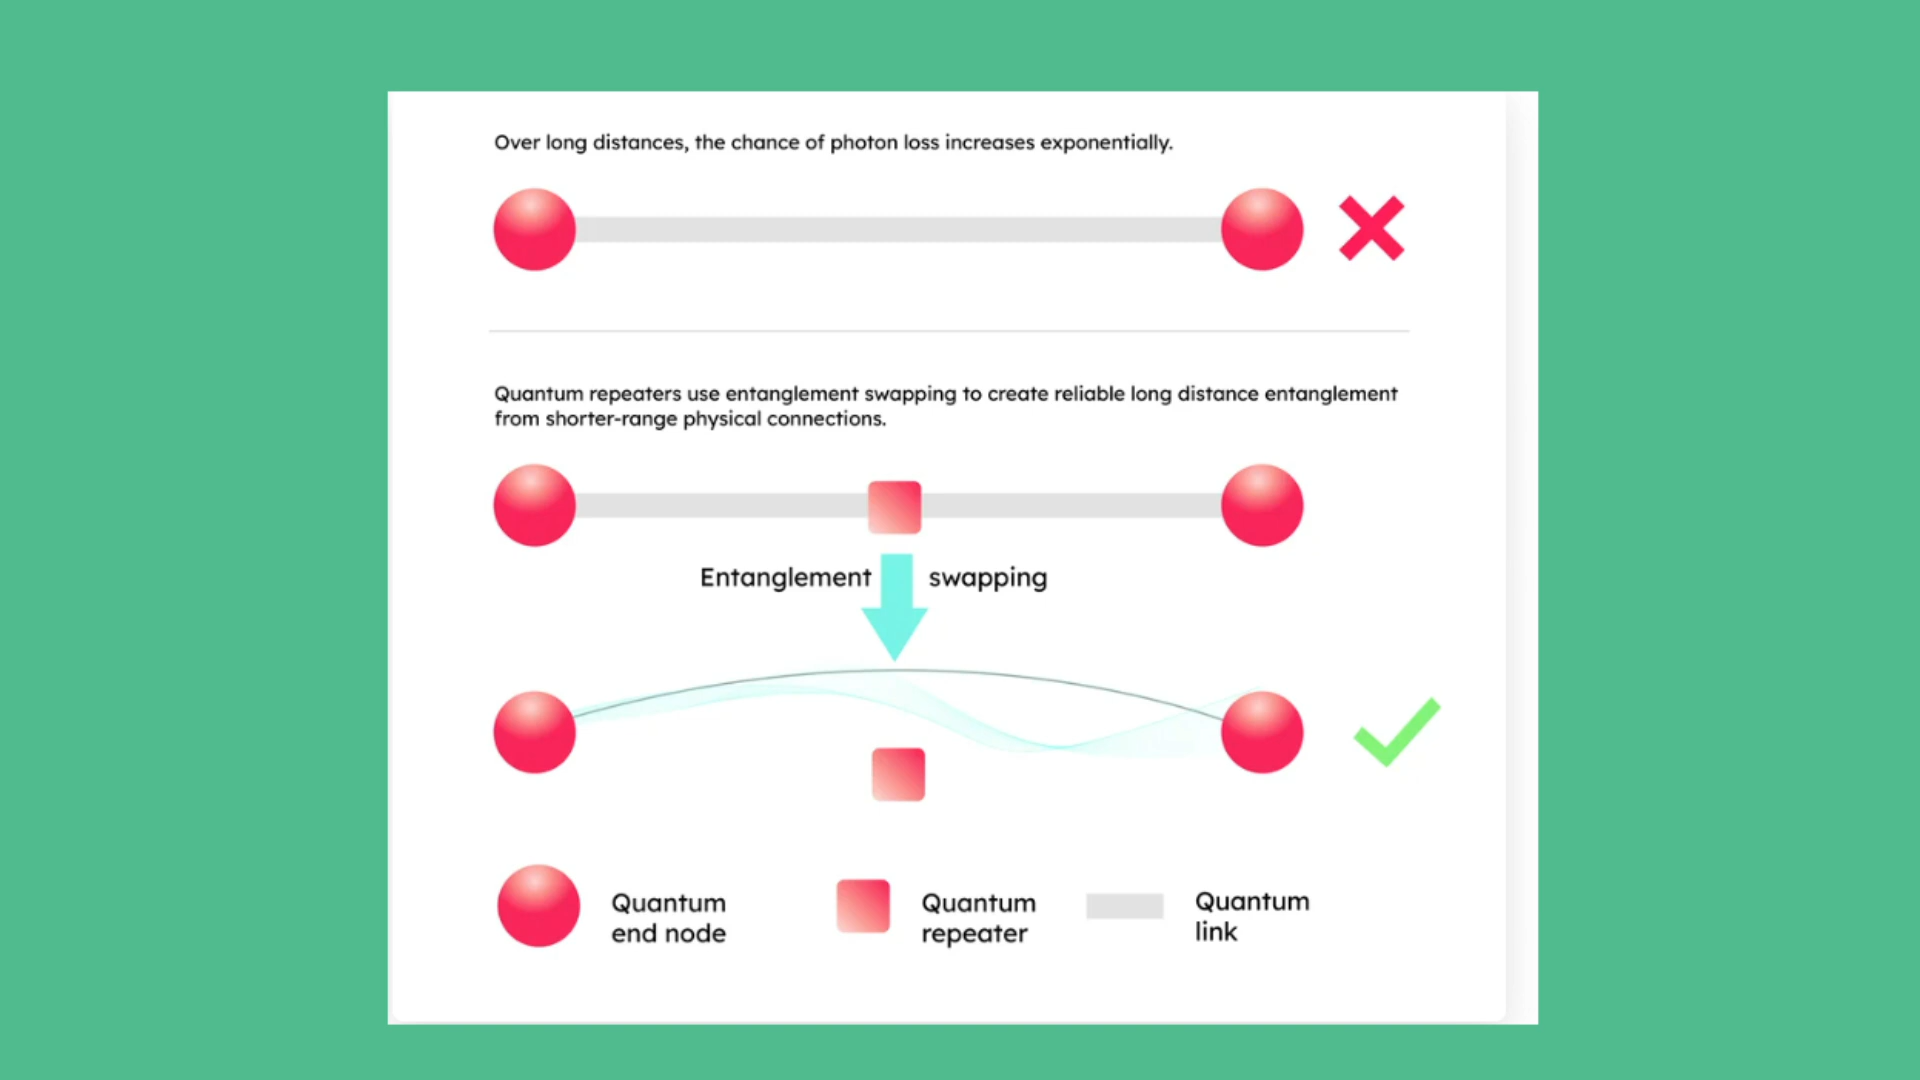 Over long distances, the chance of photon loss increases exponentially.
Quantum repeaters use entanglement swapping to create reliable long distance entanglement
from shorter-range physical connections.
Entanglement swapping
Quantum
end node
Quantum
repeater
Quantum
link